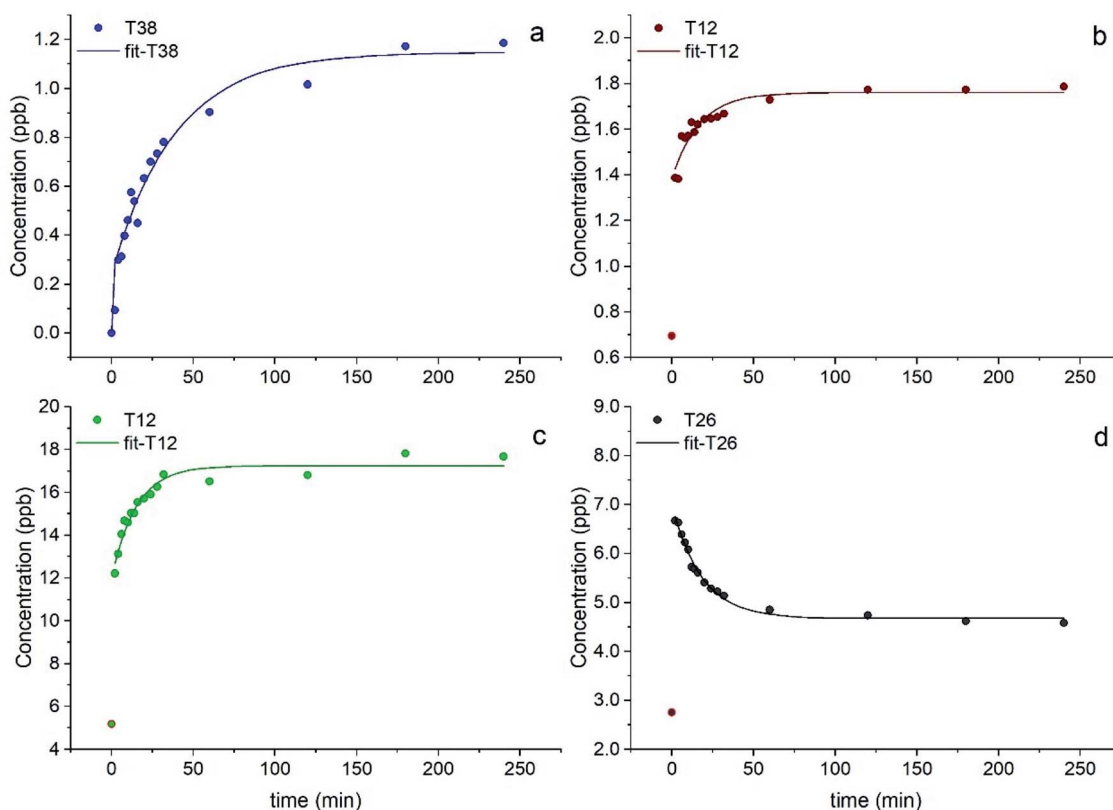 T38
fit-T38
a
1.2
1.0
0.8
0.6
0.4
0.2
0.0
Concentration (ppb)
0 50 100 150 200 250
T12
fit-T12
b
2.0
1.8
1.6
1.4
1.2
1.0
0.8
0.6
Concentration (ppb)
0 50 100 150 200 250
T12
fit-T12
c
20
18
16
14
12
10
8
6
4
Concentration (ppb)
0 50 100 150 200 250
time (min)
T26
fit-T26
d
9.0
8.0
7.0
6.0
5.0
4.0
3.0
2.0
Concentration (ppb)
0 50 100 150 200 250
time (min)